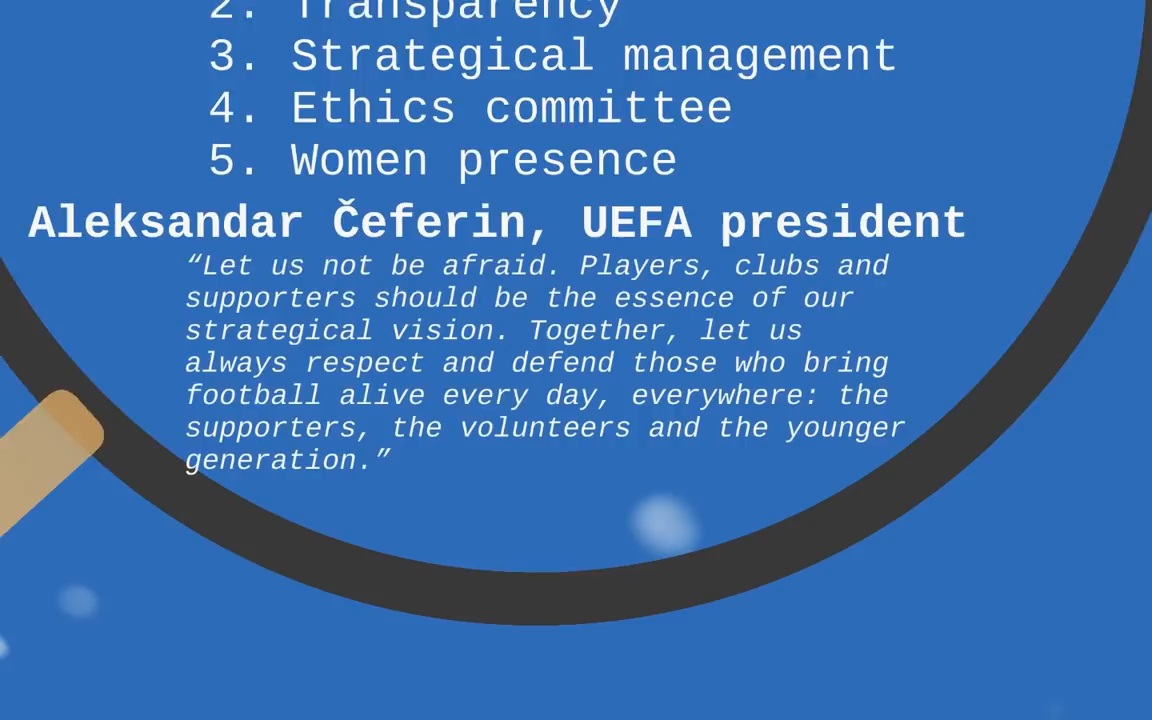 2. Transparency
3. Strategical management
4. Ethics committee
5. Women presence
Aleksandar Čeferin, UEFA president
“Let us not be afraid. Players, clubs and
supporters should be the essence of our
strategical vision. Together, let us
always respect and defend those who bring
football alive every day, everywhere: the
supporters, the volunteers and the younger
generation.”